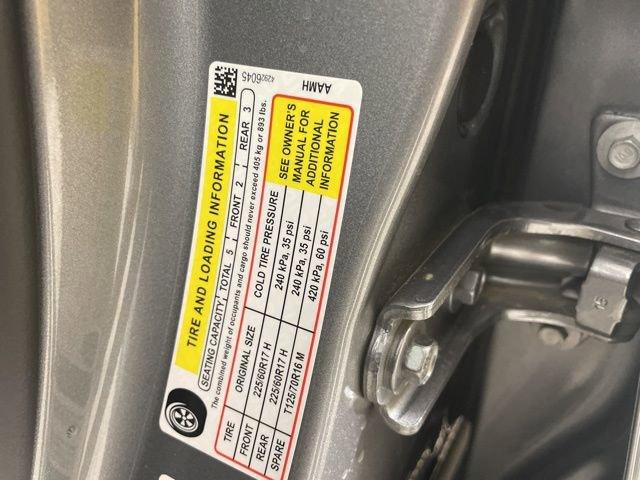 TIRE AND LOADING INFORMATION
SEATING CAPACITY TOTAL 5 FRONT 2 REAR 3
The combined weight of occupants and cargo should never exceed 405 kg or 893 lbs.
TIRE ORIGINAL SIZE COLD TIRE PRESSURE
FRONT 225/60R17 H 240 kPa, 35 psi
REAR 225/60R17 H 240 kPa, 35 psi
SPARE T125/70R16 M 420 kPa, 60 psi
SEE OWNER'S
MANUAL FOR
ADDITIONAL
INFORMATION
42926045
AAMH